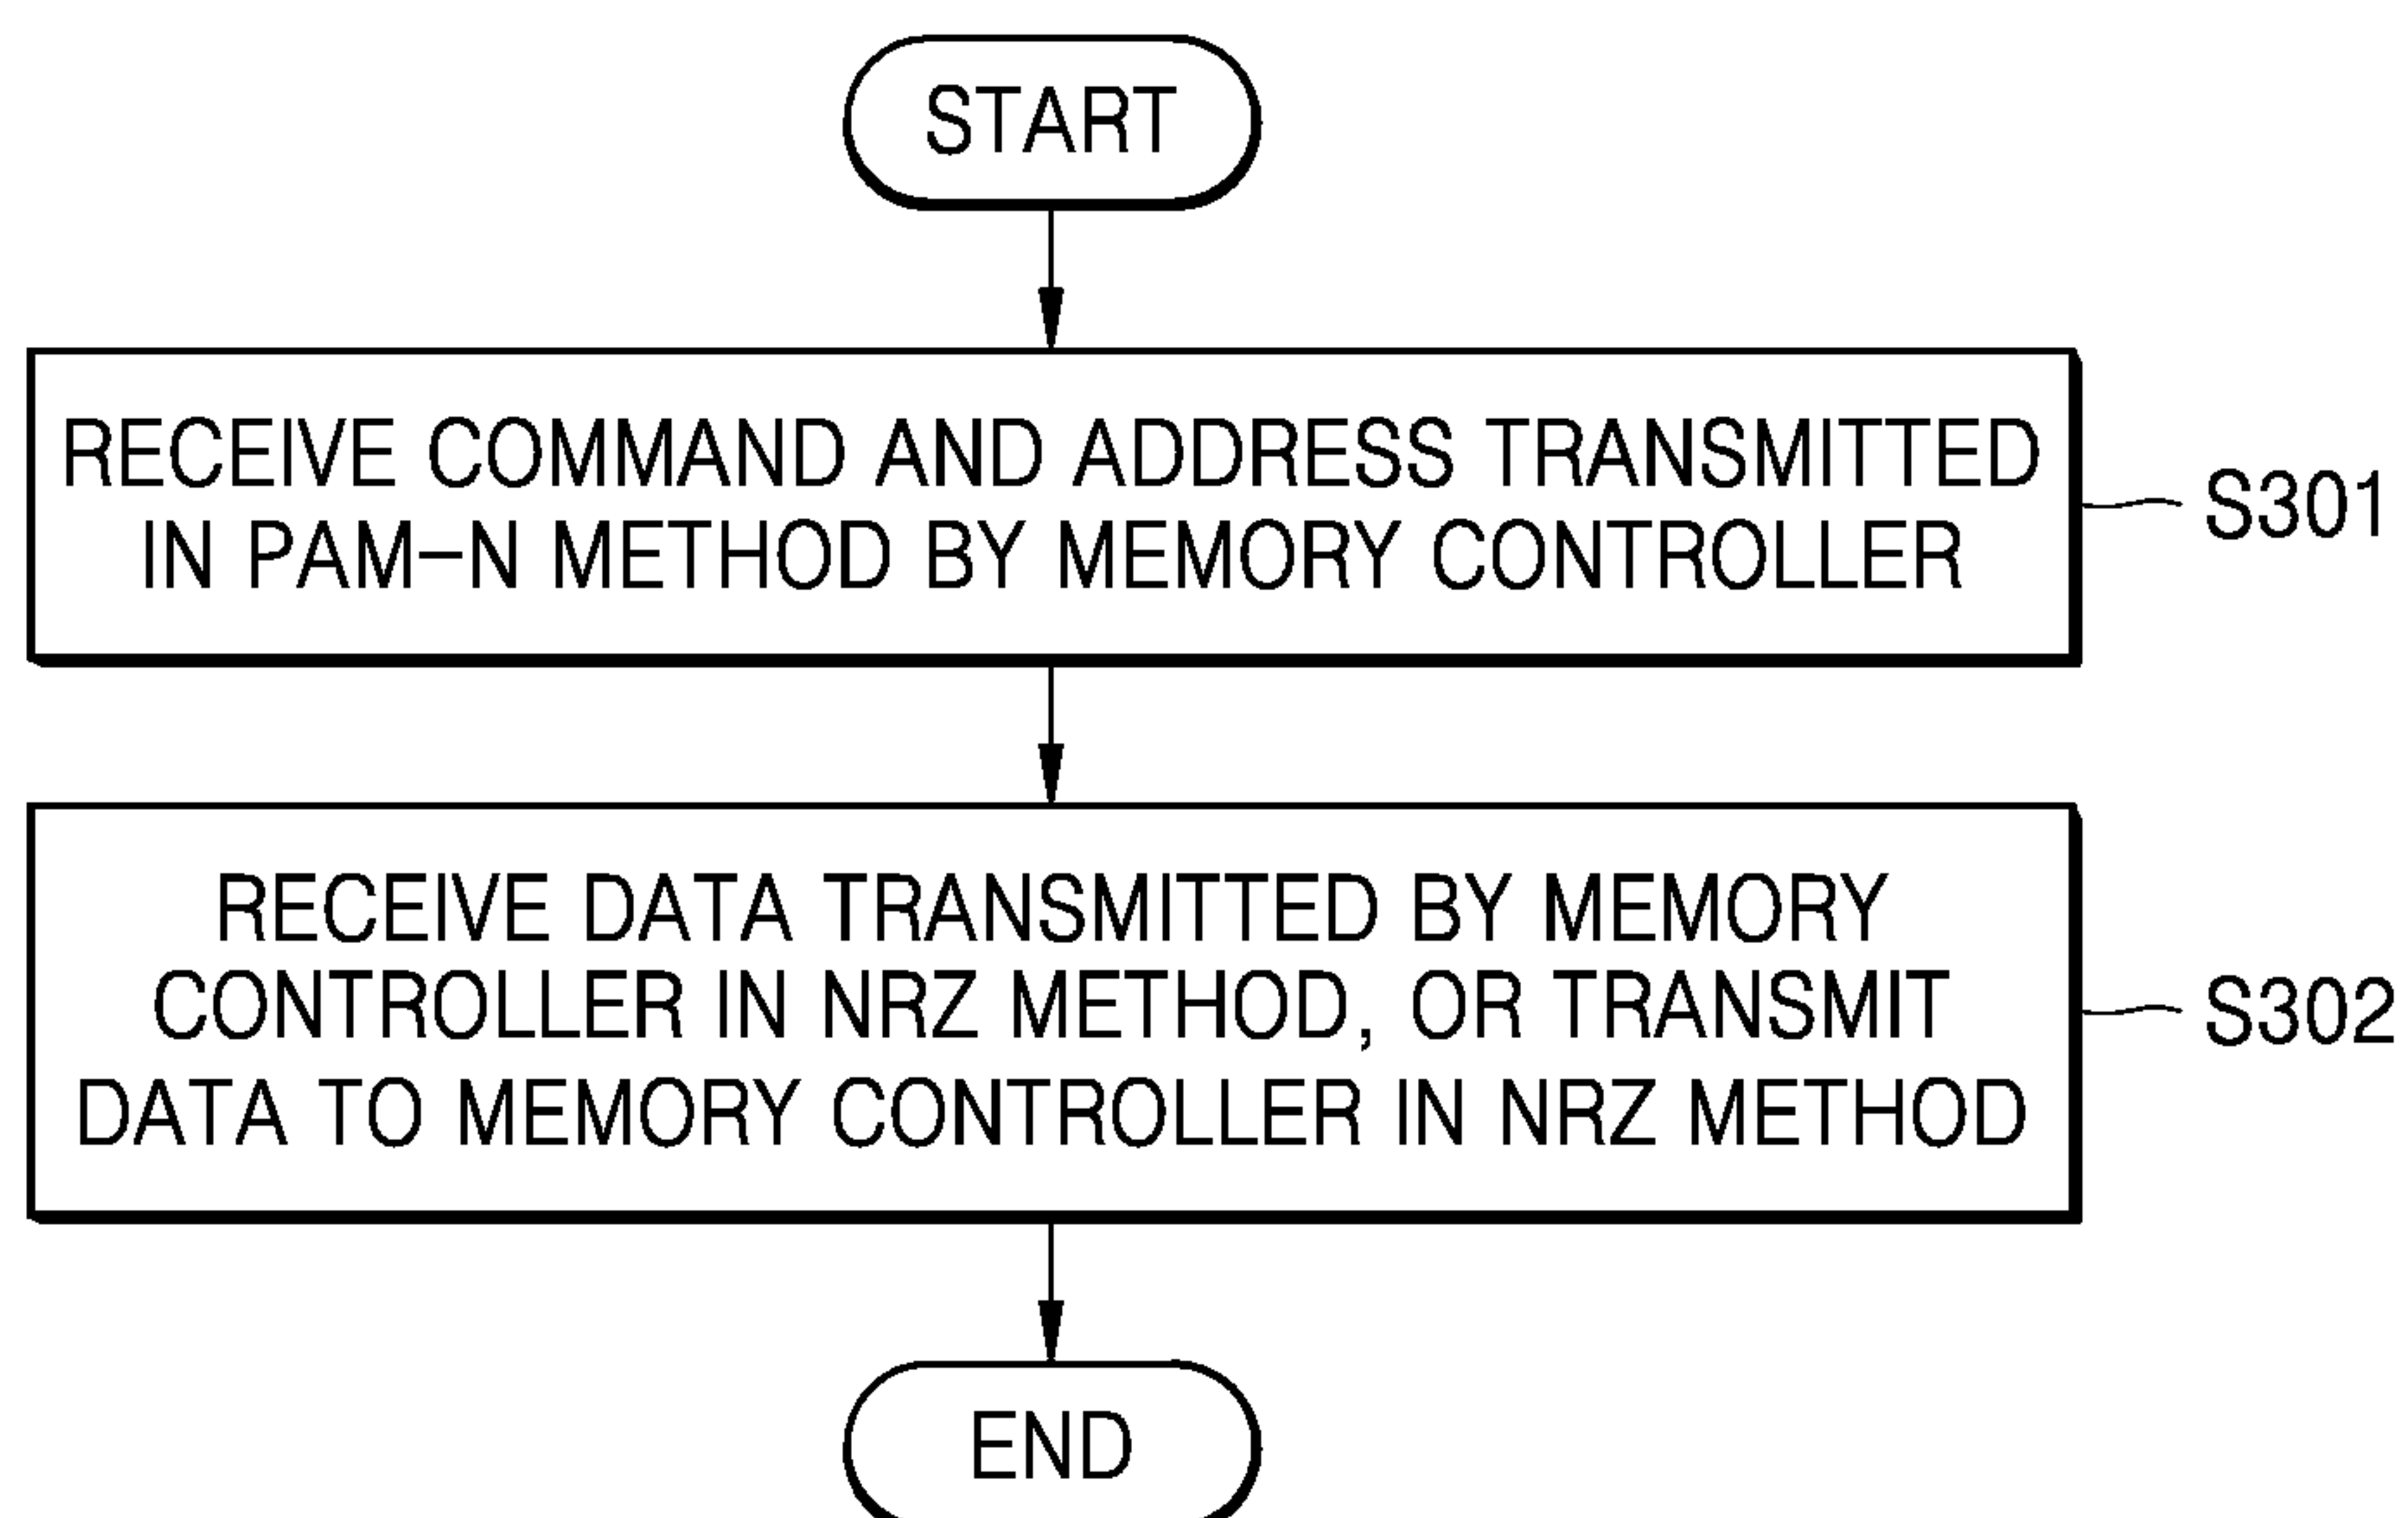 START
RECEIVE COMMAND AND ADDRESS TRANSMITTED
IN PAM-N METHOD BY MEMORY CONTROLLER
S301
RECEIVE DATA TRANSMITTED BY MEMORY
CONTROLLER IN NRZ METHOD, OR TRANSMIT
DATA TO MEMORY CONTROLLER IN NRZ METHOD
S302
END